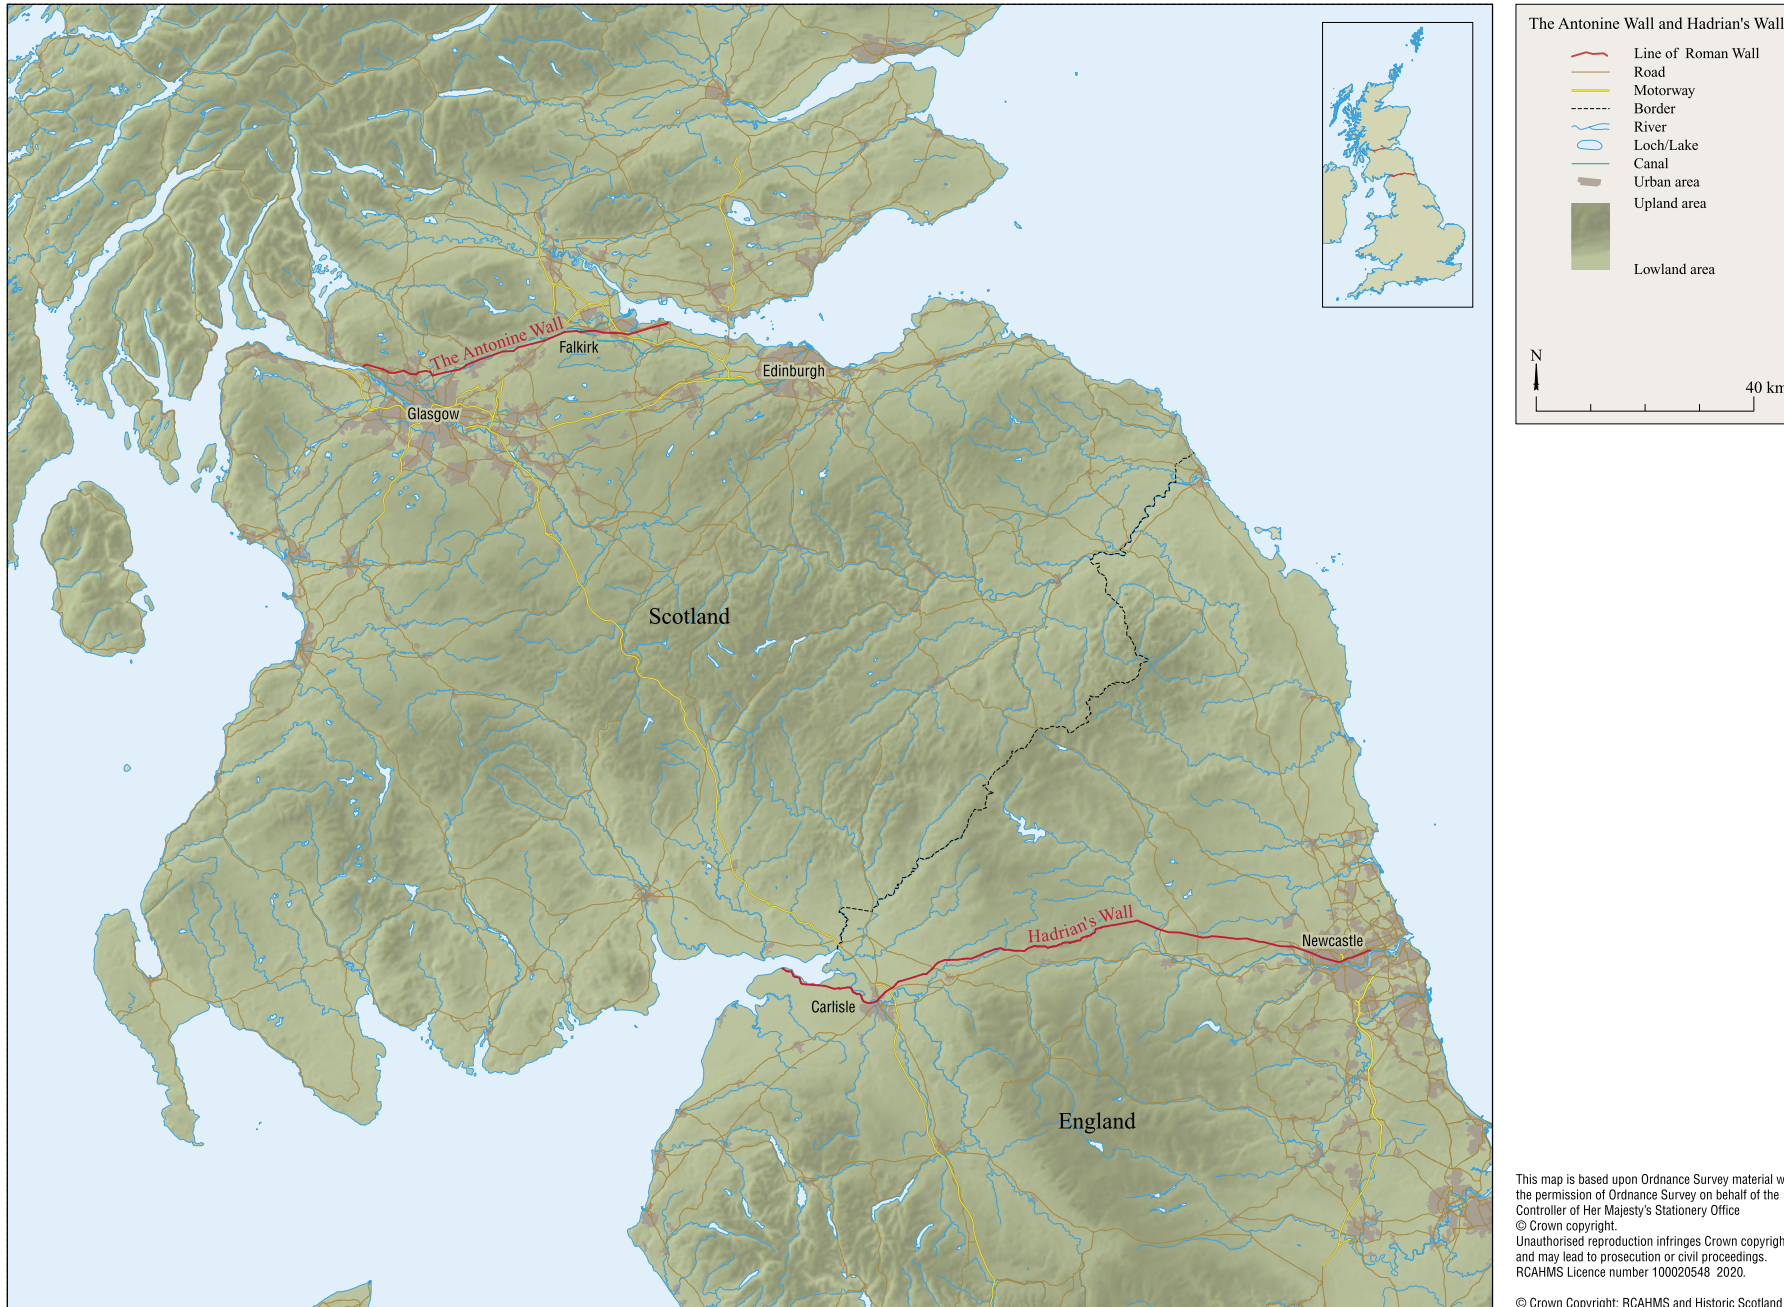 The Antonine Wall and Hadrian's Wall
Line of Roman Wall
Road
Motorway
Border
River
Loch/Lake
Canal
Urban area
Upland area
Lowland area
N
40 km
The Antonine Wall
Falkirk
Edinburgh
Glasgow
Scotland
Hadrian's Wall
Newcastle
Carlisle
England
This map is based upon Ordnance Survey material w
the permission of Ordnance Survey on behalf of the
Controller of Her Majesty's Stationery Office
© Crown copyright.
Unauthorised reproduction infringes Crown copyrigh
and may lead to prosecution or civil proceedings.
RCAHMS Licence number 100020548 2020.
© Crown Copyright: RCAHMS and Historic Scotland